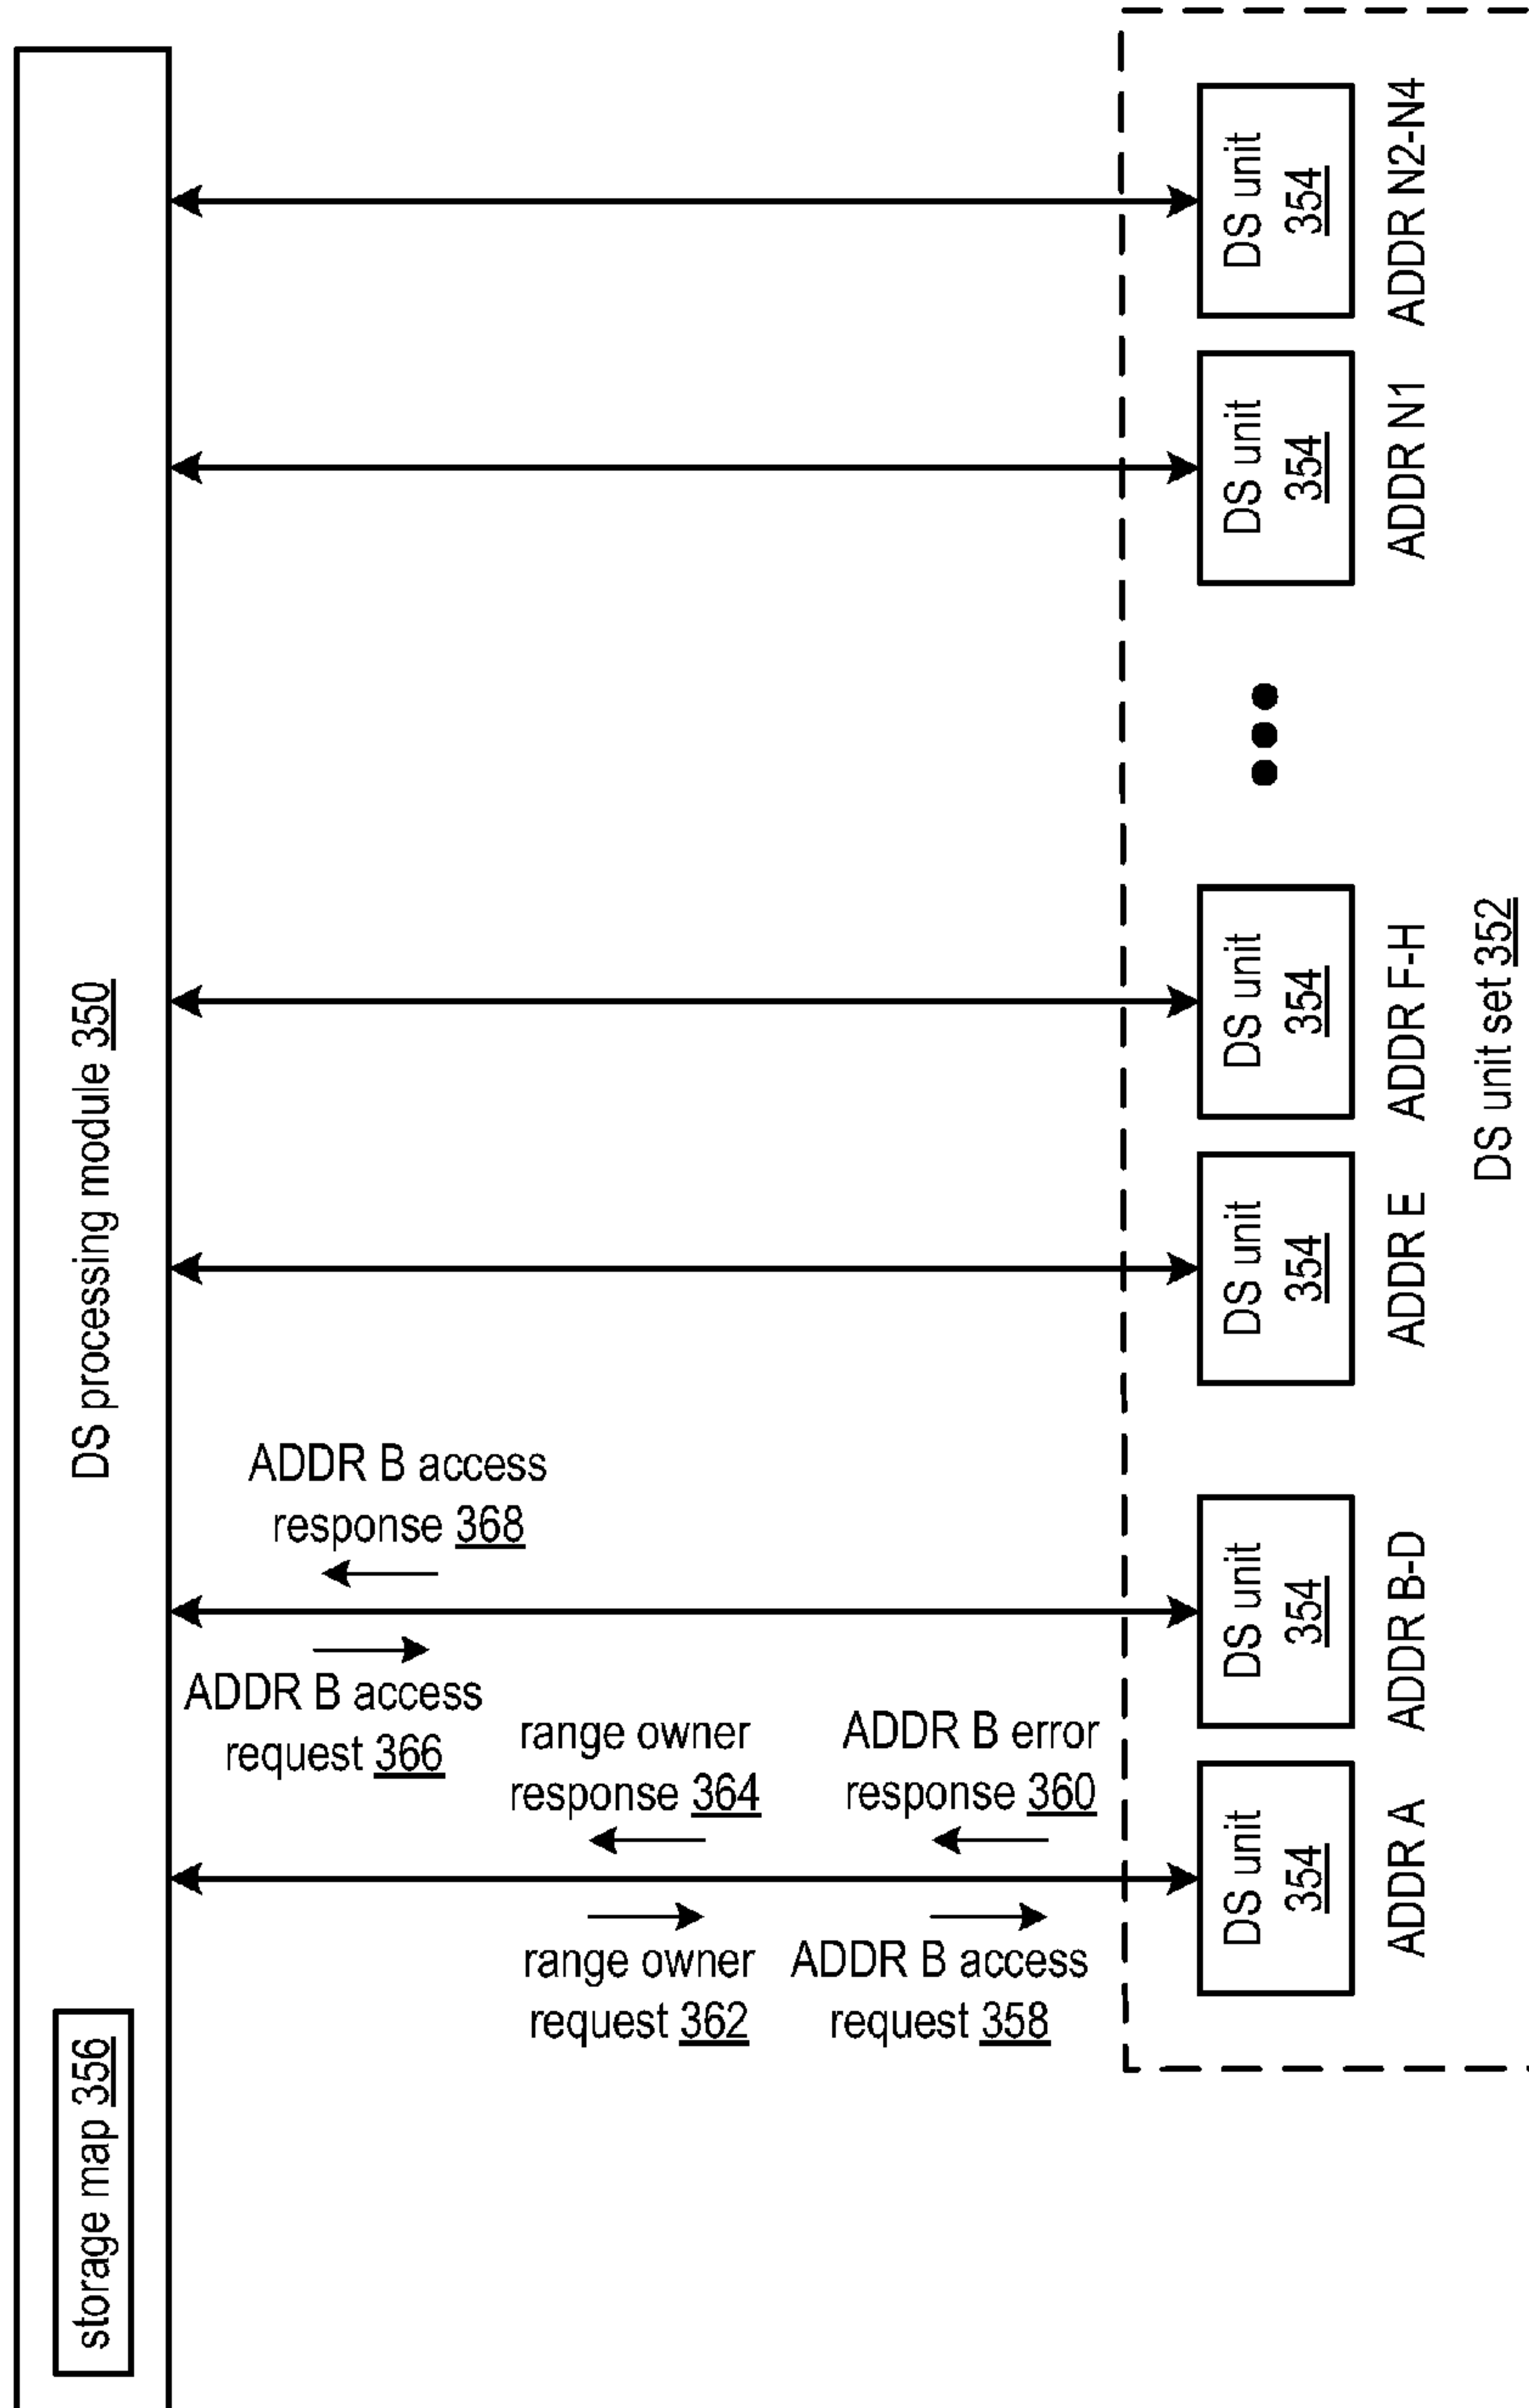 DS processing module 350
storage map 356
ADDR B access
response 368
ADDR B access
request 366
range owner
response 364
ADDR B error
response 360
range owner
request 362
ADDR B access
request 358
DS unit
354
ADDR A
DS unit
354
ADDR B-D
DS unit
354
ADDR E
DS unit
354
ADDR F-H
DS unit
354
ADDR N1
DS unit
354
ADDR N2-N4
DS unit set 352